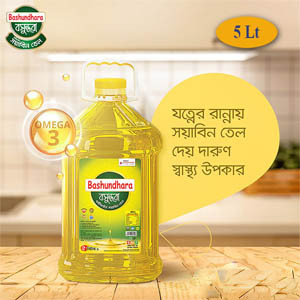 Bashundhara
বসুন্ধরা
সয়াবিন তেল
5 Lt
OMEGA
3
যত্নের রান্নায়
সয়াবিন তেল
দেয় দারুণ
স্বাস্থ্য উপকার
Bashundhara
বসুন্ধরা